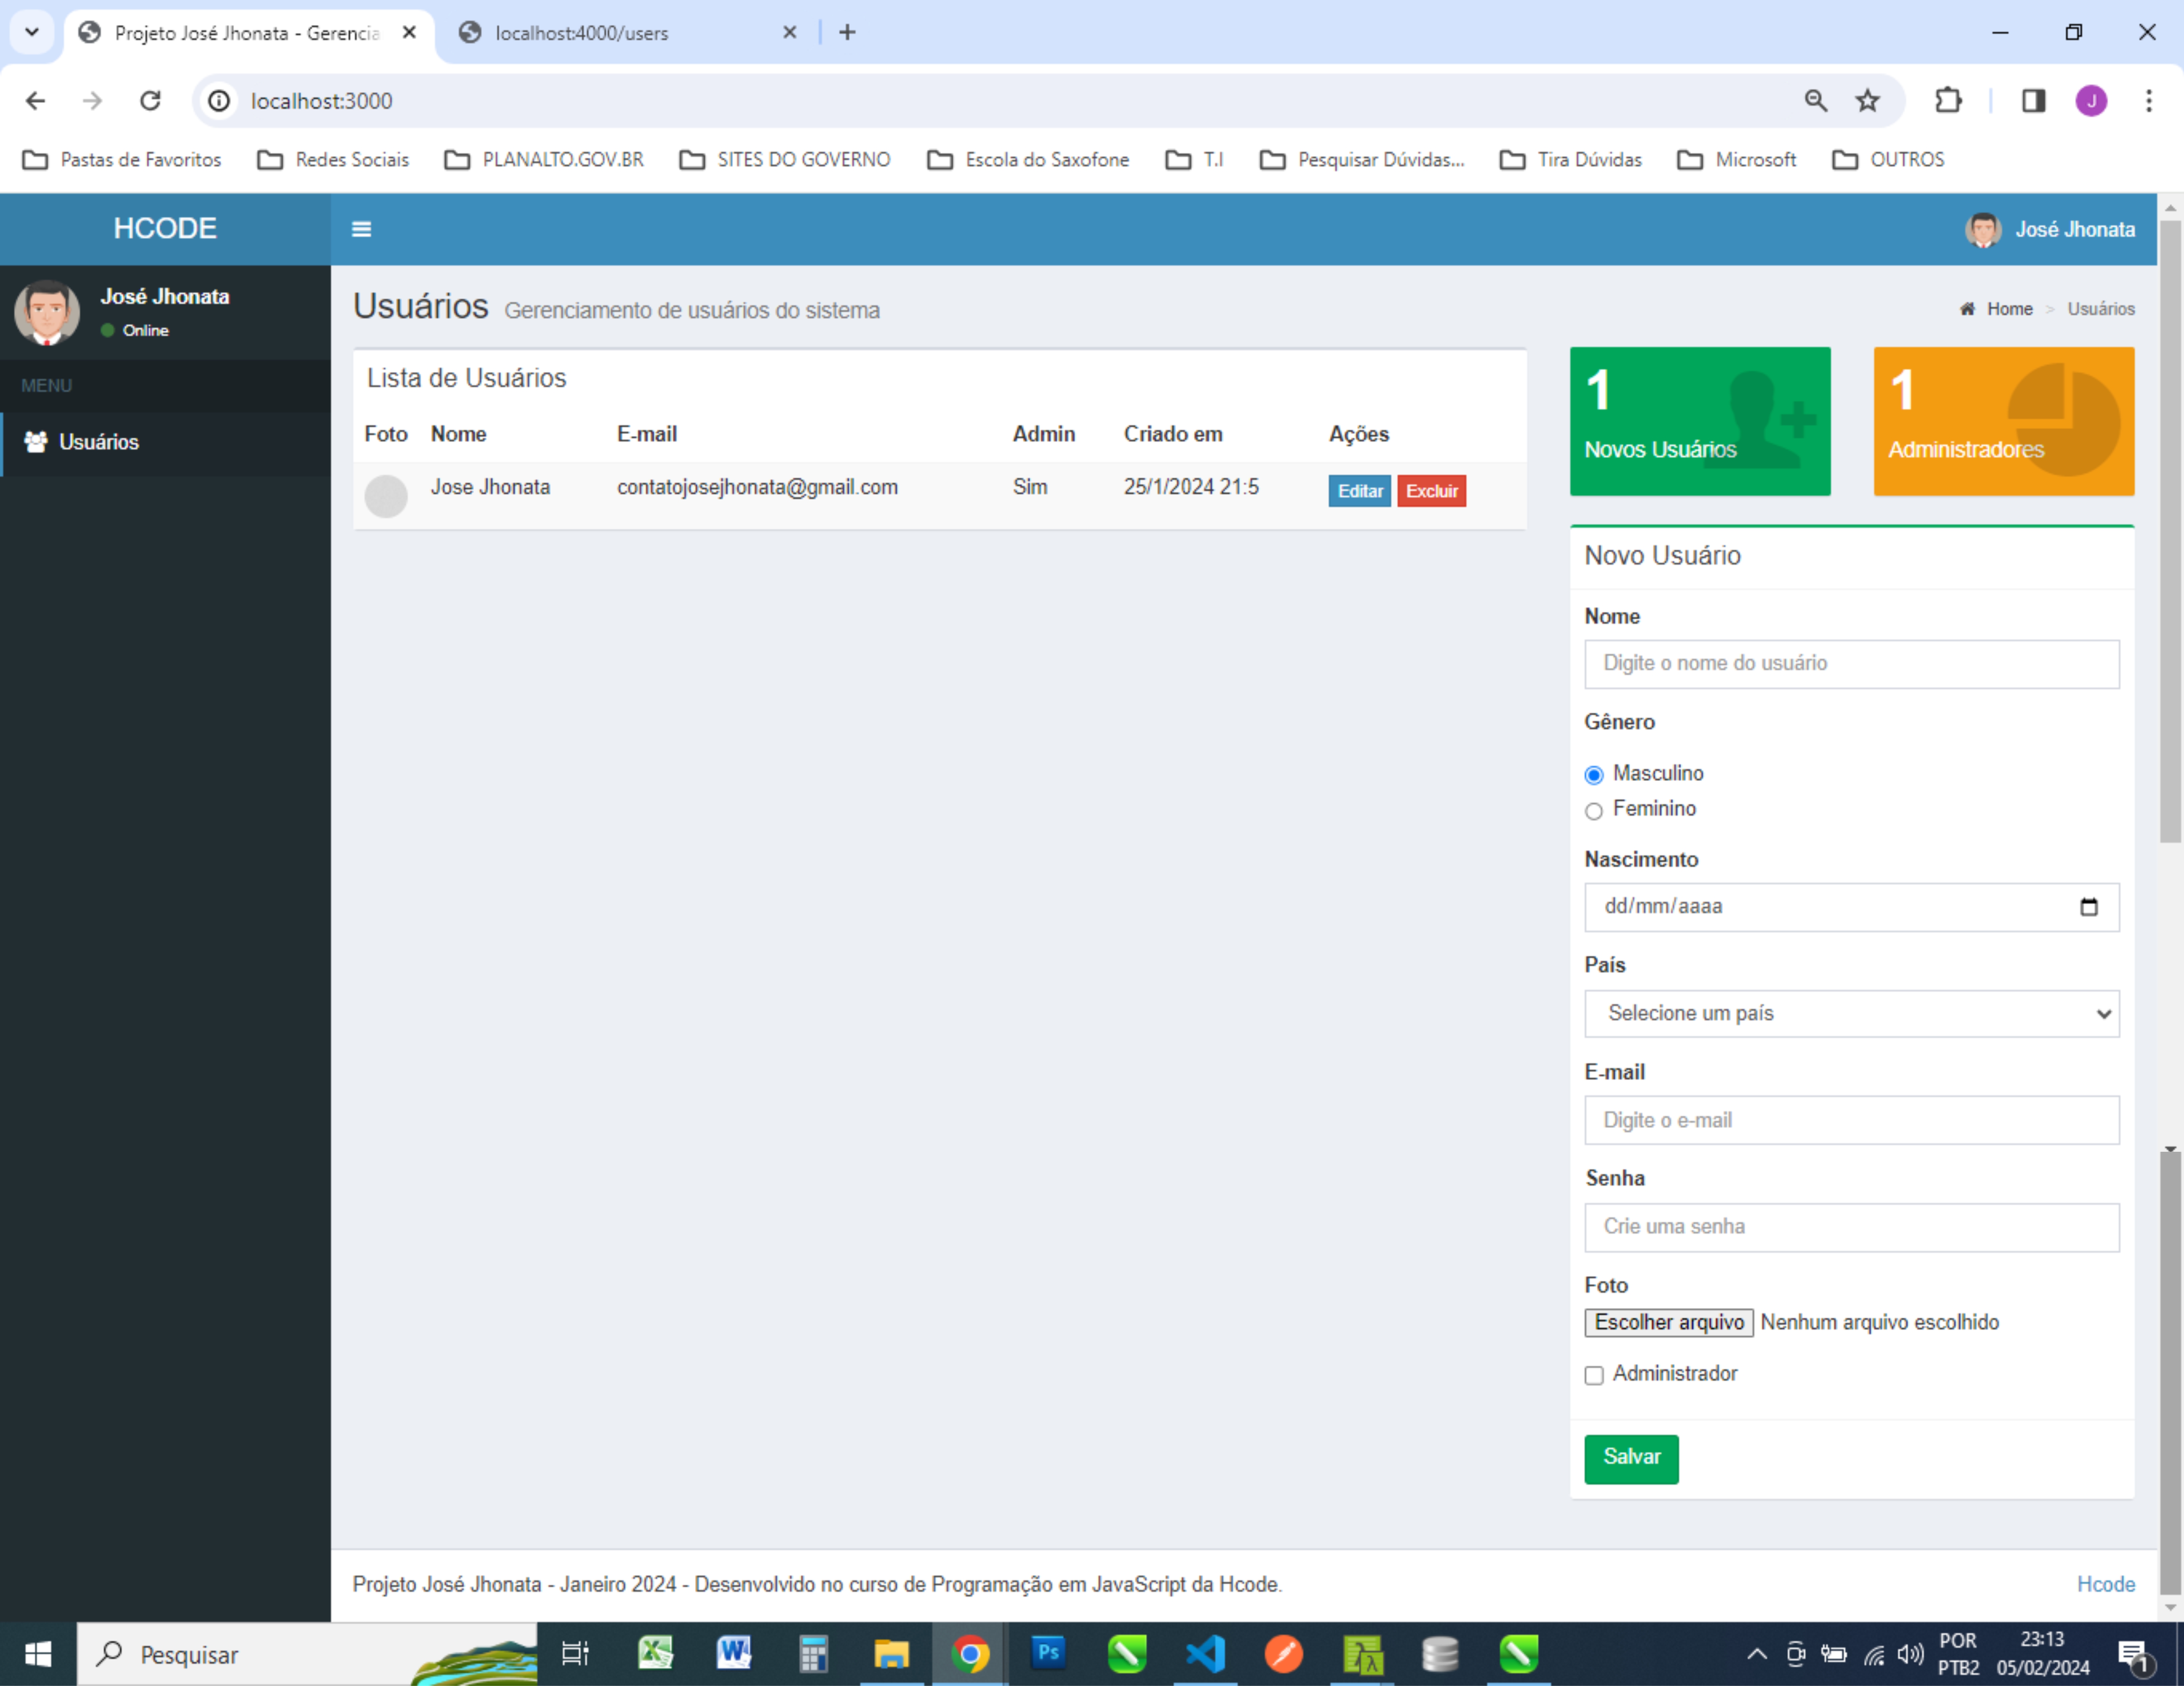 Projeto José Jhonata - Gerencia
localhost:4000/users
localhost:3000
J
Pastas de Favoritos
Redes Sociais
PLANALTO.GOV.BR
SITES DO GOVERNO
Escola do Saxofone
T.I
Pesquisar Dúvidas...
Tira Dúvidas
Microsoft
OUTROS
HCODE
José Jhonata
José Jhonata
Online
MENU
Usuários
Usuários Gerenciamento de usuários do sistema
Home > Usuários
Lista de Usuários
Foto Nome E-mail Admin Criado em Ações
Jose Jhonata contatojosejhonata@gmail.com Sim 25/1/2024 21:5 Editar Excluir
1
Novos Usuários
1
Administradores
Novo Usuário
Nome
Digite o nome do usuário
Gênero
Masculino
Feminino
Nascimento
dd/mm/aaaa
País
Selecione um país
E-mail
Digite o e-mail
Senha
Crie uma senha
Foto
Escolher arquivo Nenhum arquivo escolhido
Administrador
Salvar
Projeto José Jhonata - Janeiro 2024 - Desenvolvido no curso de Programação em JavaScript da Hcode.
Hcode
Pesquisar
Ps
POR
PTB2
23:13
05/02/2024
1